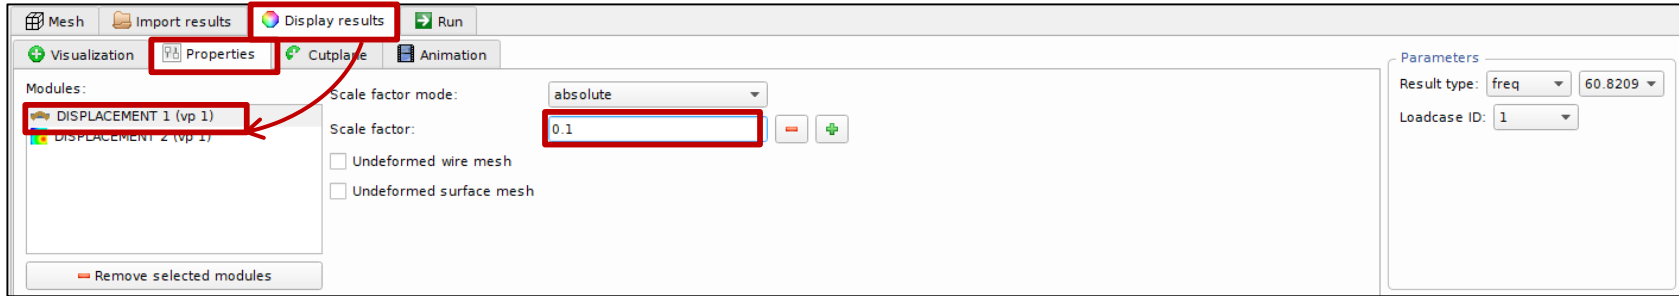 Mesh Import results Display results Run
Visualization Properties Cutplane Animation
Modules:
DISPLACEMENT 1 (vp 1)
DISPLACEMENT 2 (vp 1)
Remove selected modules
Scale factor mode: absolute
Scale factor: 0.1
Undeformed wire mesh
Undeformed surface mesh
Parameters
Result type: freq 60.8209
Loadcase ID: 1